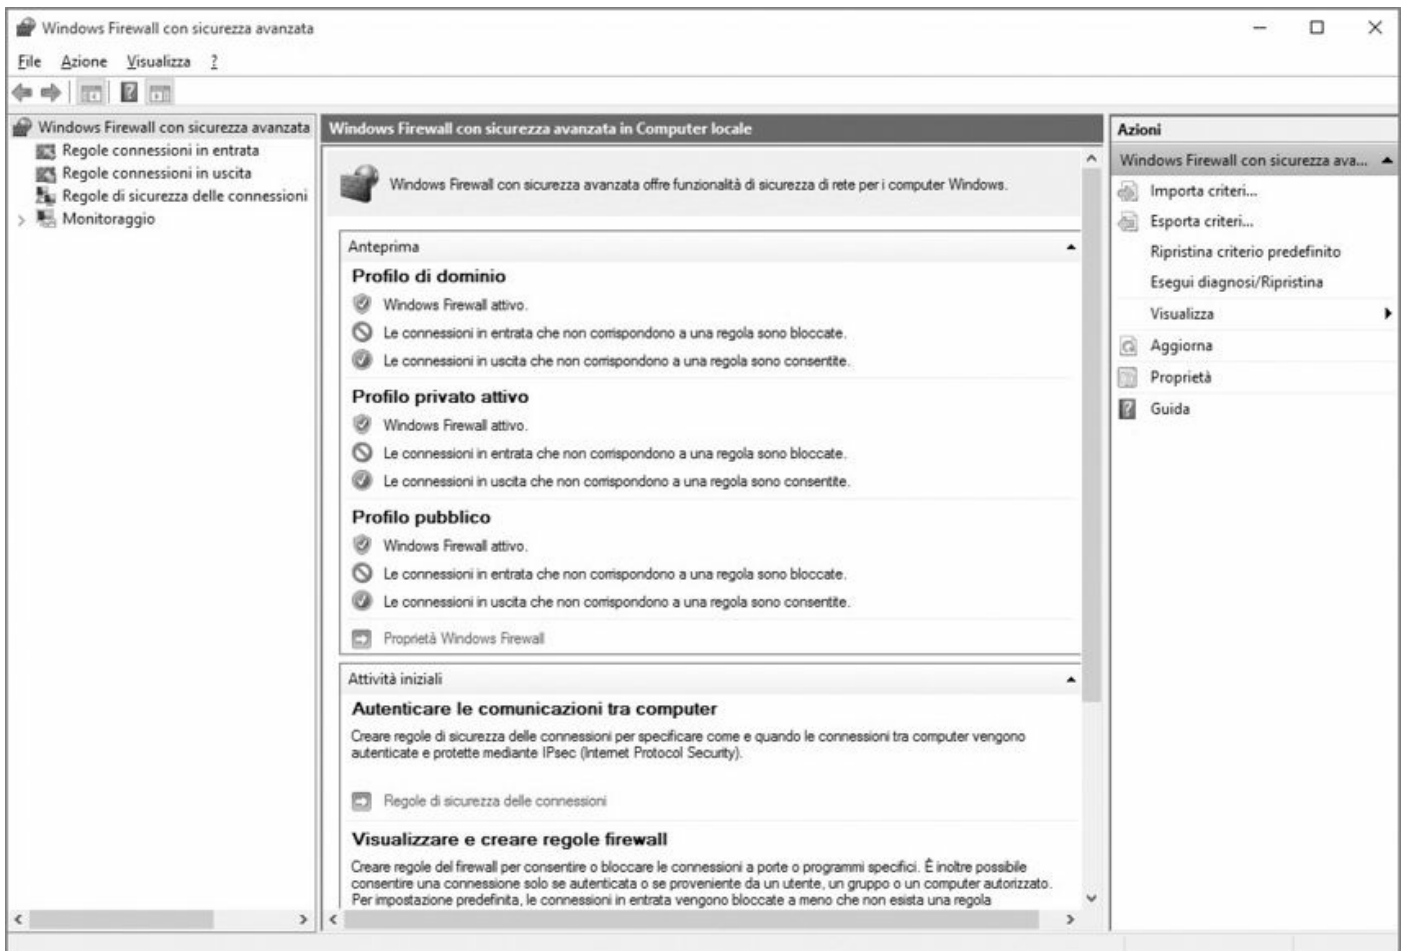 Windows Firewall con sicurezza avanzata
File Azione Visualizza ?
Windows Firewall con sicurezza avanzata
Regole connessioni in entrata
Regole connessioni in uscita
Regole di sicurezza delle connessioni
Monitoraggio
Windows Firewall con sicurezza avanzata in Computer locale
Windows Firewall con sicurezza avanzata offre funzionalità di sicurezza di rete per i computer Windows.
Anteprima
Profilo di dominio
Windows Firewall attivo.
Le connessioni in entrata che non corrispondono a una regola sono bloccate.
Le connessioni in uscita che non corrispondono a una regola sono consentite.
Profilo privato attivo
Windows Firewall attivo.
Le connessioni in entrata che non corrispondono a una regola sono bloccate.
Le connessioni in uscita che non corrispondono a una regola sono consentite.
Profilo pubblico
Windows Firewall attivo.
Le connessioni in entrata che non corrispondono a una regola sono bloccate.
Le connessioni in uscita che non corrispondono a una regola sono consentite.
Proprietà Windows Firewall
Attività iniziali
Autenticare le comunicazioni tra computer
Creare regole di sicurezza delle connessioni per specificare come e quando le connessioni tra computer vengono
autenticate e protette mediante IPsec (Internet Protocol Security).
Regole di sicurezza delle connessioni
Visualizzare e creare regole firewall
Creare regole del firewall per consentire o bloccare le connessioni a porte o programmi specifici. È inoltre possibile
consentire una connessione solo se autenticata o se proveniente da un utente, un gruppo o un computer autorizzato.
Per impostazione predefinita, le connessioni in entrata vengono bloccate a meno che non esista una regola
Azioni
Windows Firewall con sicurezza ava...
Importa criteri...
Esporta criteri...
Ripristina criterio predefinito
Esegui diagnosi/Ripristina
Visualizza
Aggiorna
Proprietà
Guida